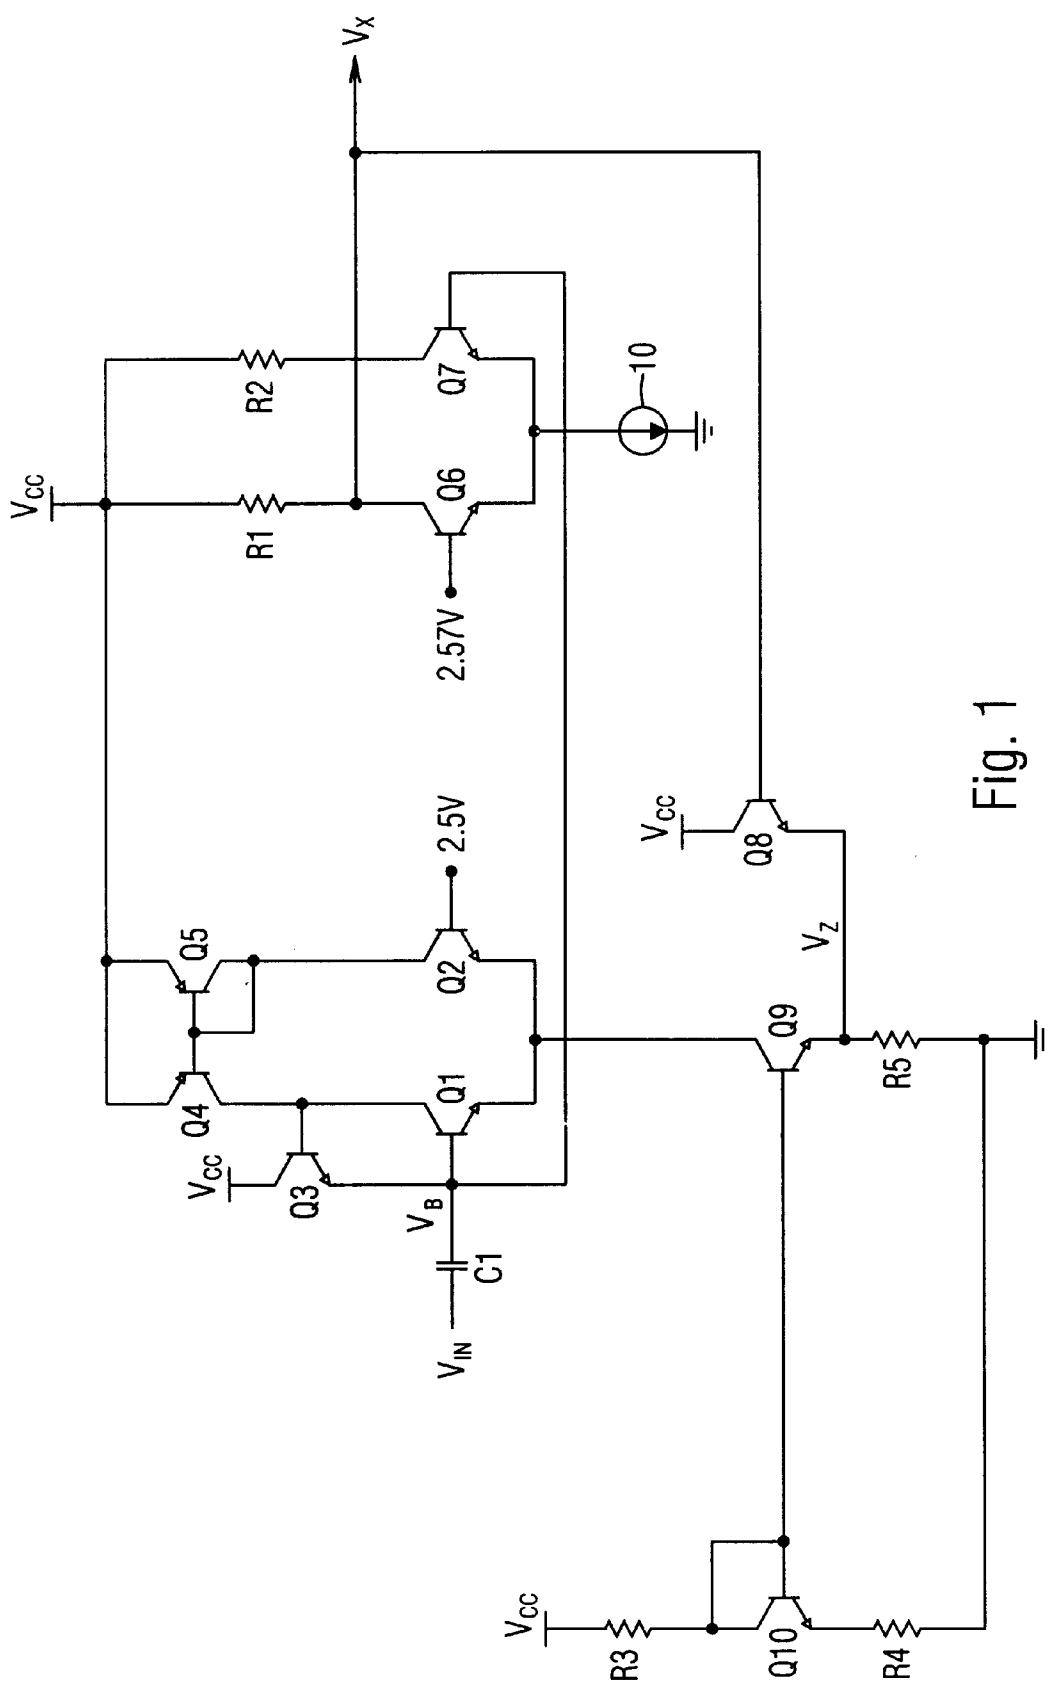 V_CC
V_X
R1
R2
Q4
Q5
V_CC
Q3
V_B
V_IN
C1
Q1
Q2
2.5V
2.57V
Q6
Q7
10
V_CC
Q8
V_Z
Q9
R5
V_CC
R3
Q10
R4
Fig. 1